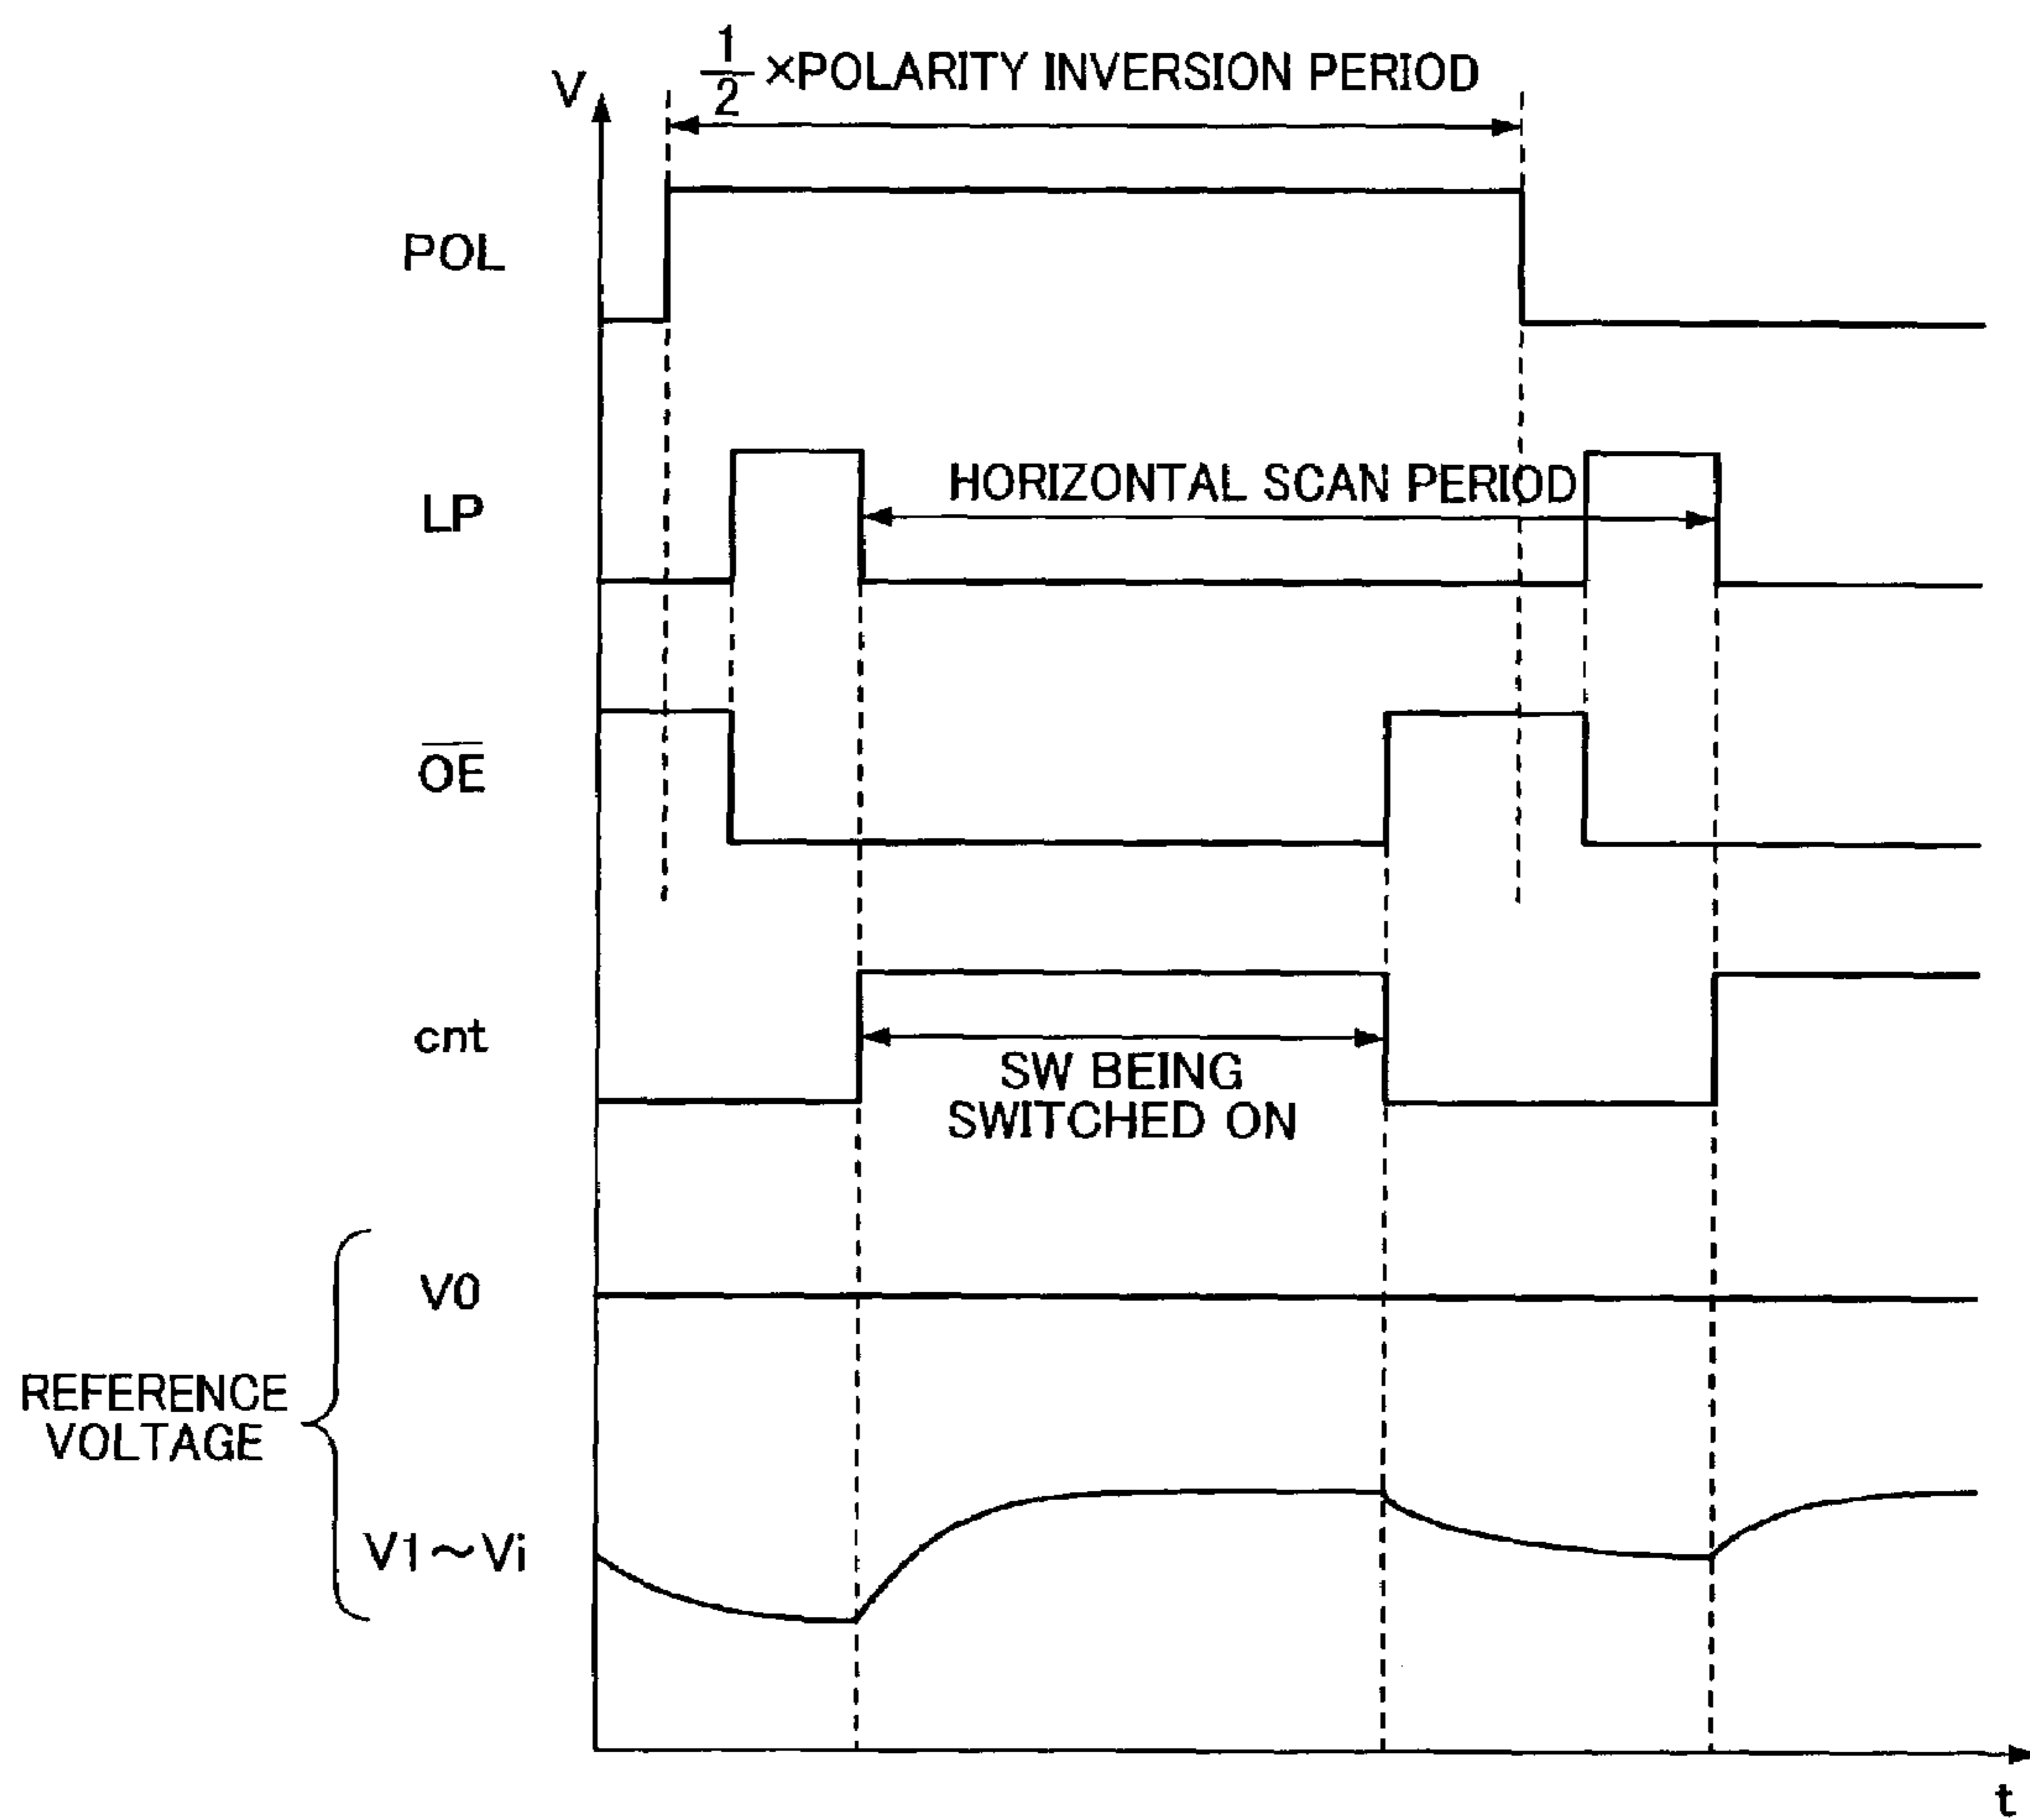 V
1/2 ×POLARITY INVERSION PERIOD
POL
LP
HORIZONTAL SCAN PERIOD
O̅E̅
cnt
SW BEING
SWITCHED ON
V0
REFERENCE
VOLTAGE
V1～Vi
t